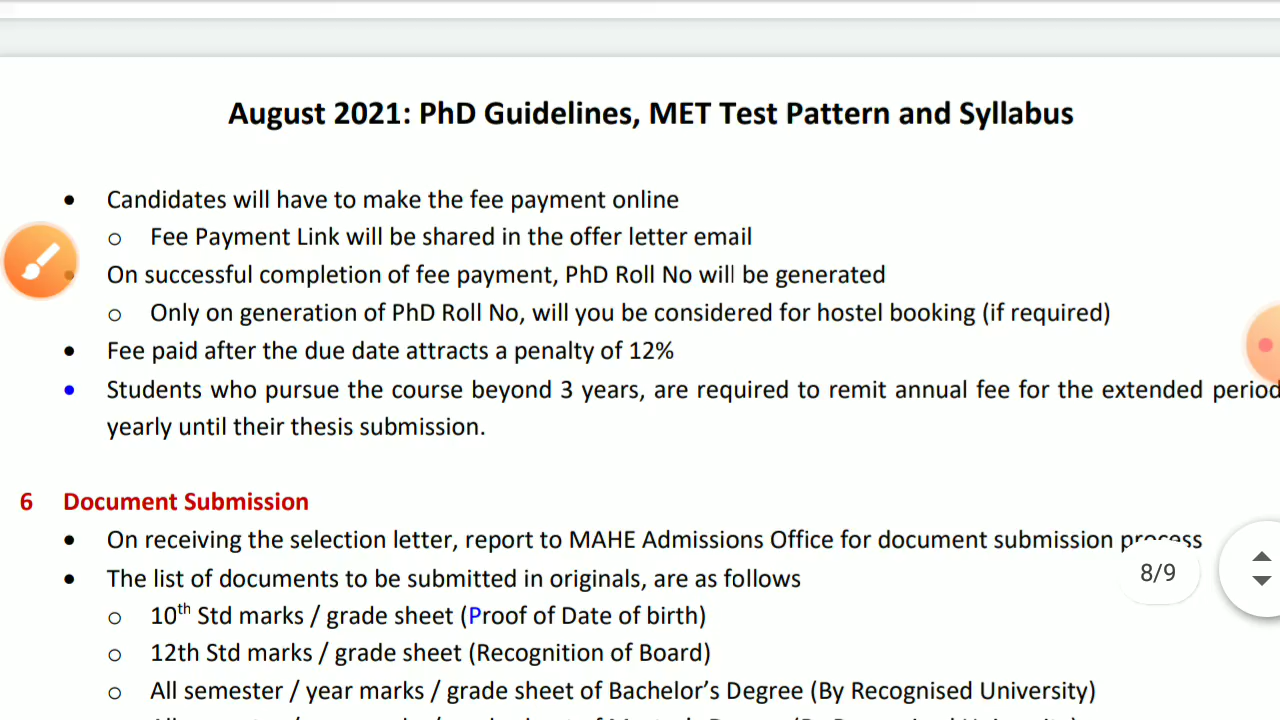 August 2021: PhD Guidelines, MET Test Pattern and Syllabus
• Candidates will have to make the fee payment online
o Fee Payment Link will be shared in the offer letter email
• On successful completion of fee payment, PhD Roll No will be generated
o Only on generation of PhD Roll No, will you be considered for hostel booking (if required)
• Fee paid after the due date attracts a penalty of 12%
• Students who pursue the course beyond 3 years, are required to remit annual fee for the extended period
yearly until their thesis submission.
6 Document Submission
• On receiving the selection letter, report to MAHE Admissions Office for document submission process
• The list of documents to be submitted in originals, are as follows
8/9
o 10th Std marks / grade sheet (Proof of Date of birth)
o 12th Std marks / grade sheet (Recognition of Board)
o All semester / year marks / grade sheet of Bachelor's Degree (By Recognised University)